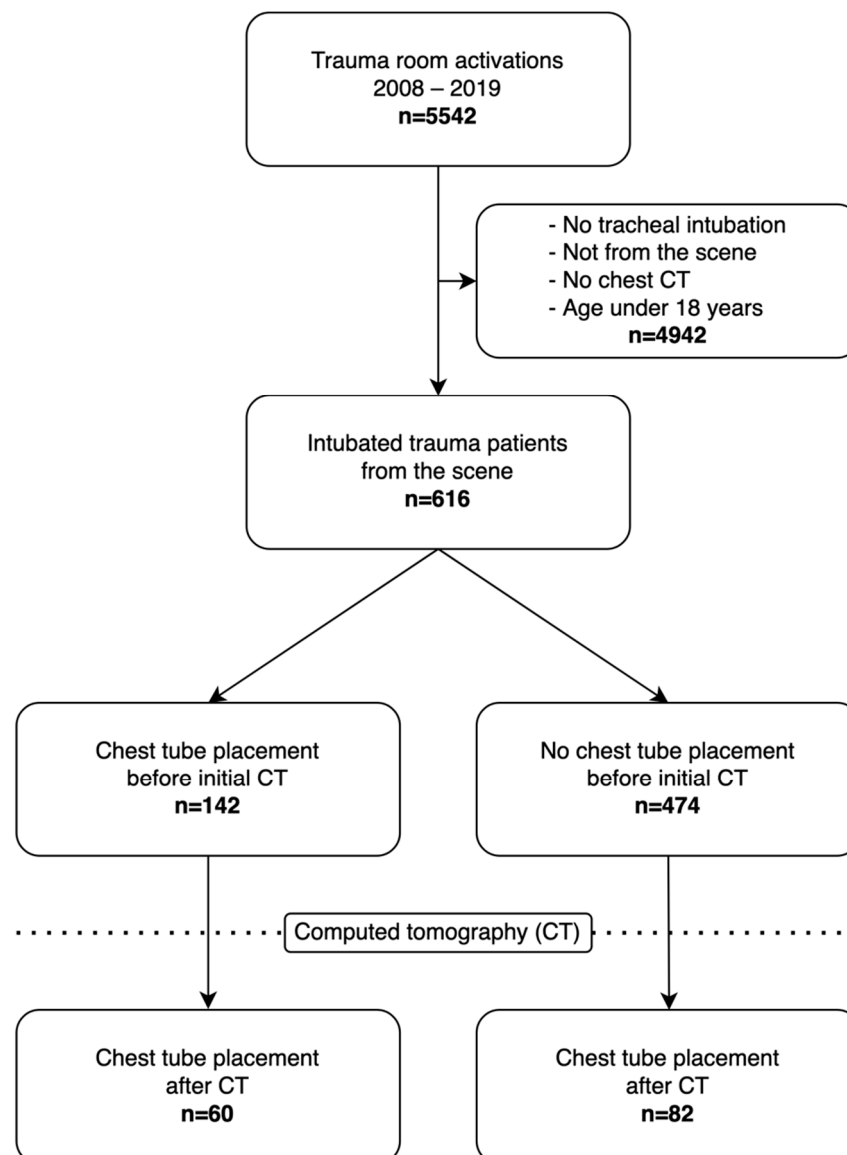 Trauma room activations
2008 – 2019
n=5542
- No tracheal intubation
- Not from the scene
- No chest CT
- Age under 18 years
n=4942
Intubated trauma patients
from the scene
n=616
Chest tube placement
before initial CT
n=142
No chest tube placement
before initial CT
n=474
Computed tomography (CT)
Chest tube placement
after CT
n=60
Chest tube placement
after CT
n=82